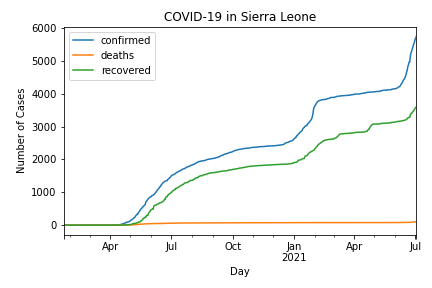 COVID-19 in Sierra Leone
confirmed
deaths
recovered
Number of Cases
6000
5000
4000
3000
2000
1000
0
Apr
Jul
Oct
Jan
2021
Apr
Jul
Day